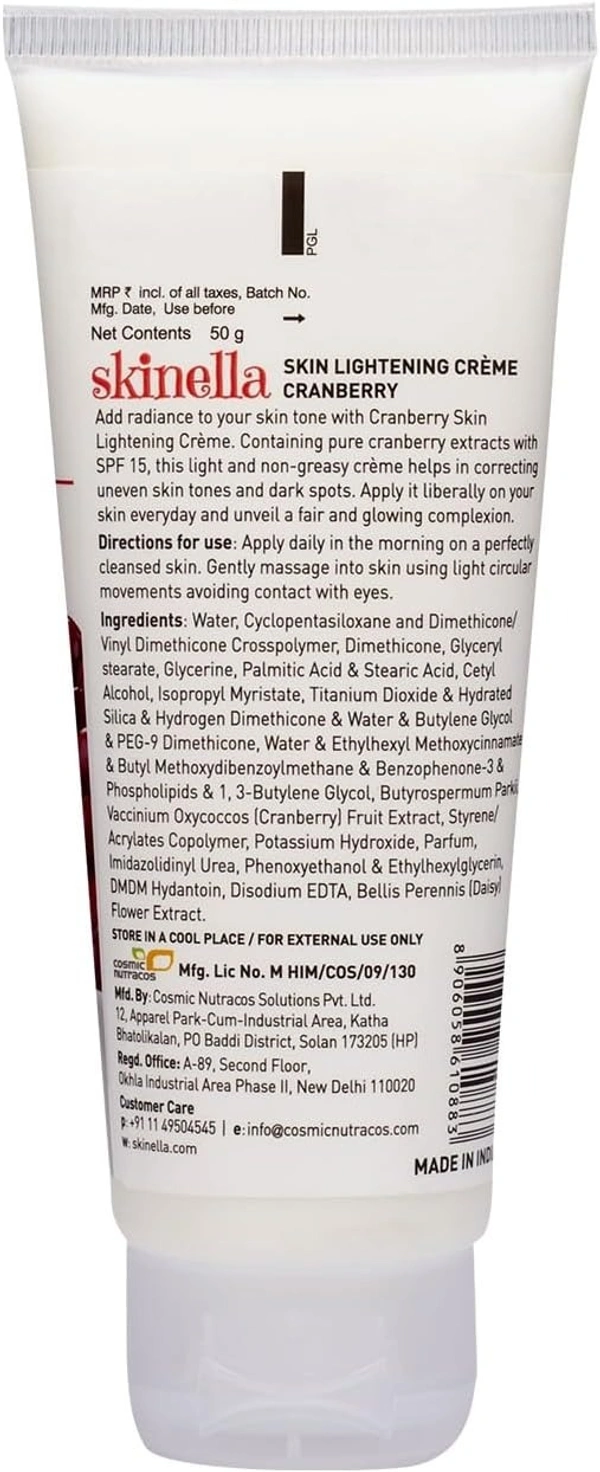 PGL
MRP ₹ incl. of all taxes, Batch No.
Mfg. Date, Use before
Net Contents 50 g
skinella SKIN LIGHTENING CRÈME
CRANBERRY
Add radiance to your skin tone with Cranberry Skin
Lightening Crème. Containing pure cranberry extracts with
SPF 15, this light and non-greasy crème helps in correcting
uneven skin tones and dark spots. Apply it liberally on your
skin everyday and unveil a fair and glowing complexion.
Directions for use: Apply daily in the morning on a perfectly
cleansed skin. Gently massage into skin using light circular
movements avoiding contact with eyes.
Ingredients: Water, Cyclopentasiloxane and Dimethicone/
Vinyl Dimethicone Crosspolymer, Dimethicone, Glyceryl
stearate, Glycerine, Palmitic Acid & Stearic Acid, Cetyl
Alcohol, Isopropyl Myristate, Titanium Dioxide & Hydrated
Silica & Hydrogen Dimethicone & Water & Butylene Glycol
& PEG-9 Dimethicone, Water & Ethylhexyl Methoxycinnamate
& Butyl Methoxydibenzoylmethane & Benzophenone-3 &
Phospholipids & 1, 3-Butylene Glycol, Butyrospermum
Vaccinium Oxycoccos (Cranberry) Fruit Extract, Styrene/
Acrylates Copolymer, Potassium Hydroxide, Parfum,
Imidazolidinyl Urea, Phenoxyethanol & Ethylhexylglycerin,
DMDM Hydantoin, Disodium EDTA, Bellis Perennis (Daisy)
Flower Extract.
STORE IN A COOL PLACE / FOR EXTERNAL USE ONLY
cosmic
nutracos
Mfg. Lic No. M HIM/COS/09/130
Mfd. By: Cosmic Nutracos Solutions Pvt. Ltd.
12, Apparel Park-Cum-Industrial Area, Katha
Bhatolikalan, PO Baddi District, Solan 173205 (HP)
Regd. Office: A-89, Second Floor,
Okhla Industrial Area Phase II, New Delhi 110020
Customer Care
p: +91 11 49504545 | e: info@cosmicnutracos.com
w: skinella.com
8 906058 610883
MADE IN